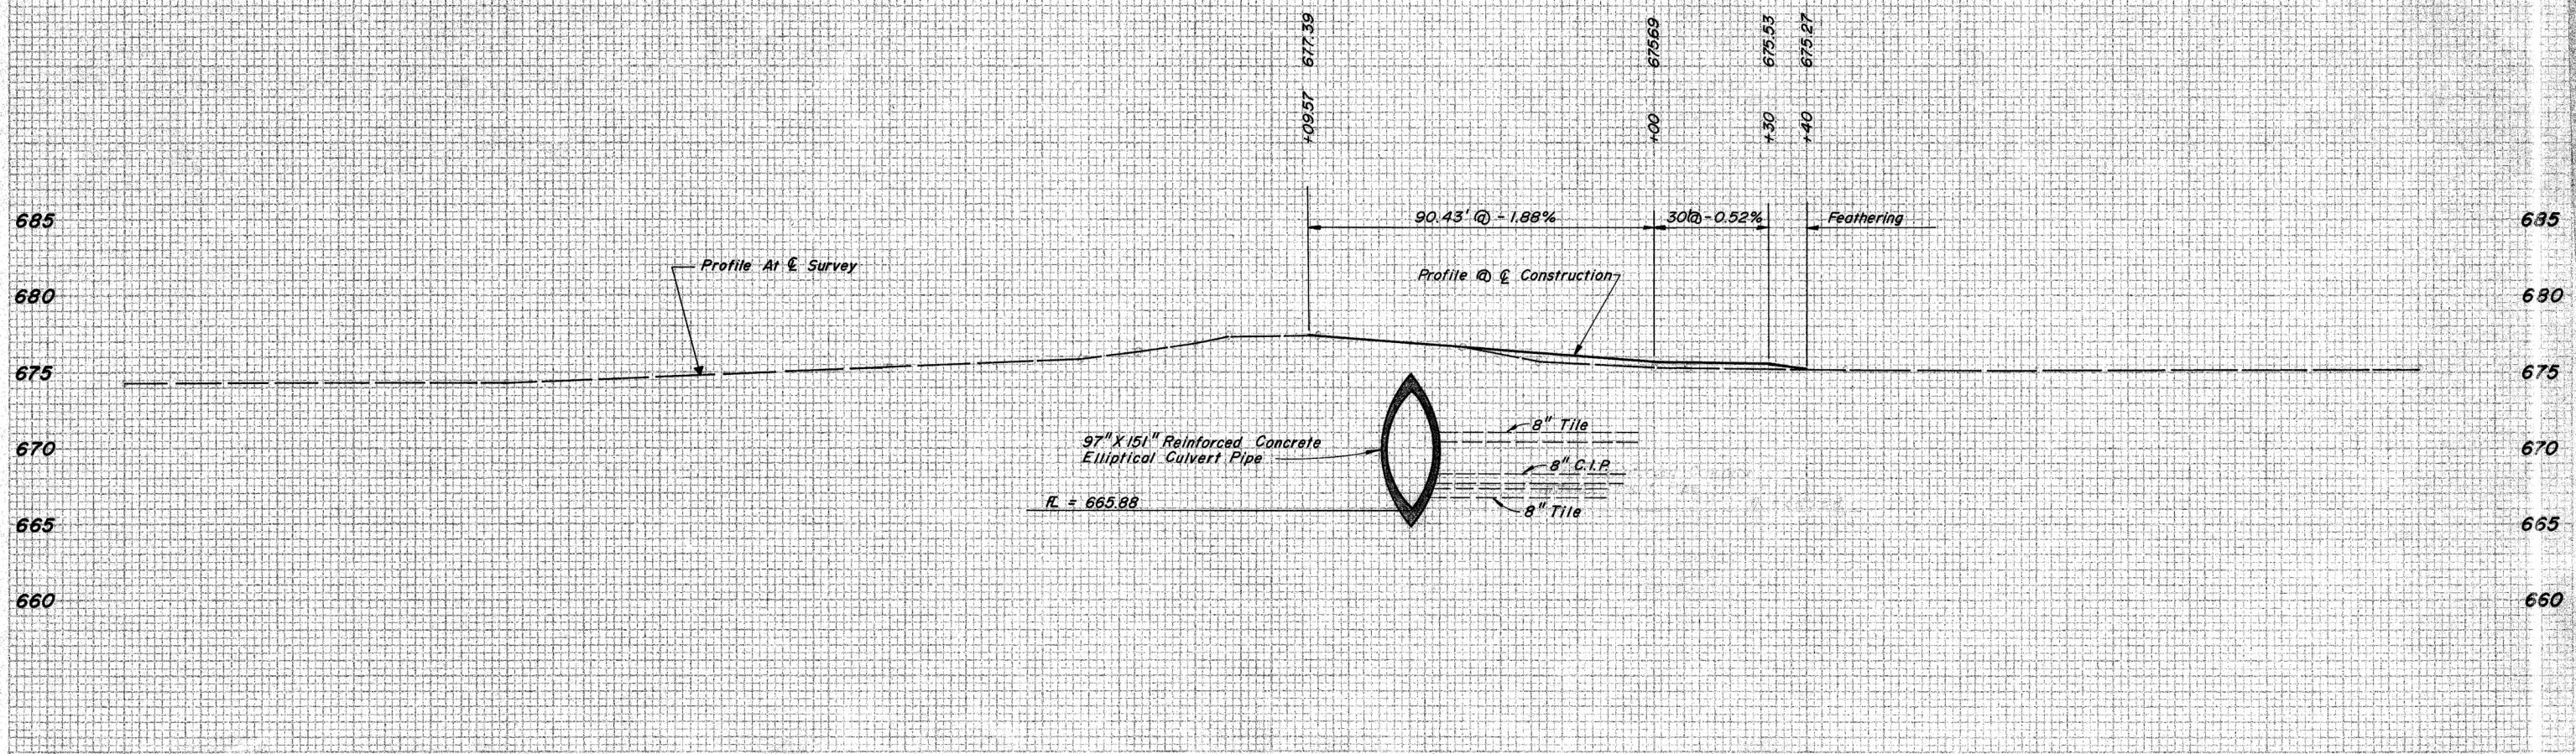 +09.57 677.39
+00 675.69
+30 675.53
+40 675.27
685 90.43' @ -1.88% 30'@-0.52% Feathering 685
Profile At ℄ Survey
Profile @ ℄ Construction
680 680
675 675
8" Tile
97" X 151" Reinforced Concrete
Elliptical Culvert Pipe
670 670
8" C.I.P.
FL = 665.88
8" Tile
665 665
660 660